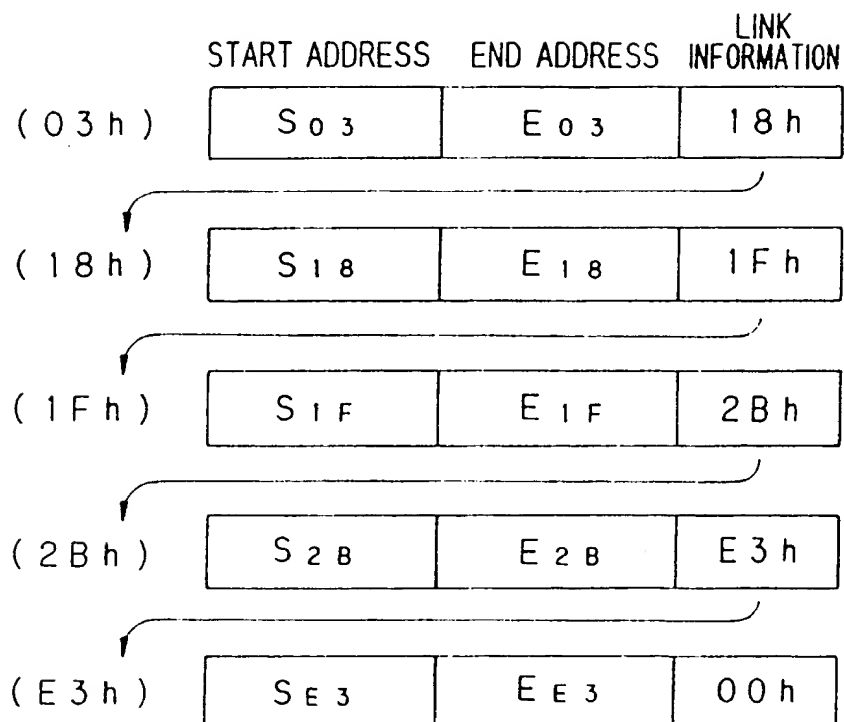 START ADDRESS END ADDRESS LINK INFORMATION
(03h) S03 E03 18h
(18h) S18 E18 1Fh
(1Fh) S1F E1F 2Bh
(2Bh) S2B E2B E3h
(E3h) SE3 EE3 00h